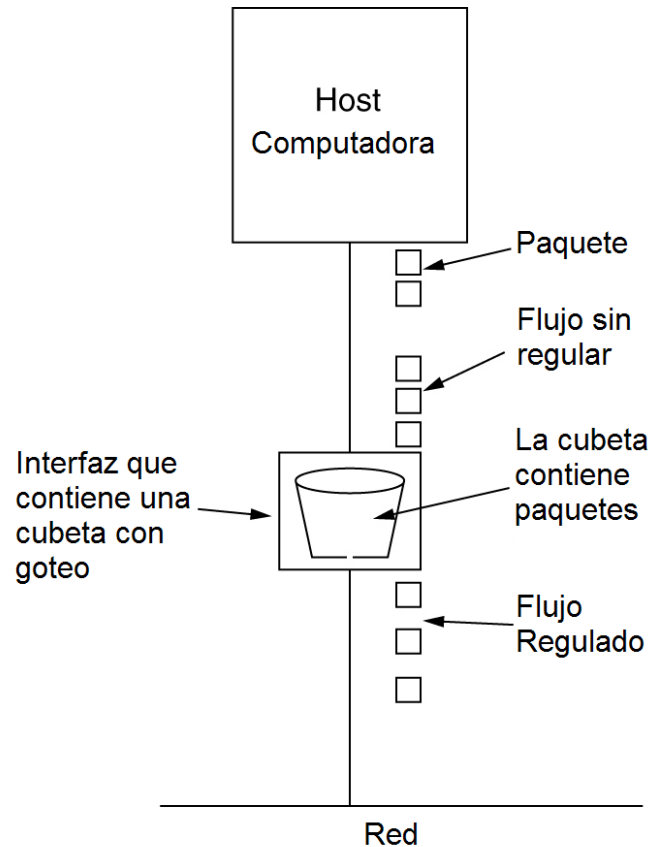 Host
Computadora
Paquete
Flujo sin
regular
La cubeta
contiene
paquetes
Interfaz que
contiene una
cubeta con
goteo
Flujo
Regulado
Red